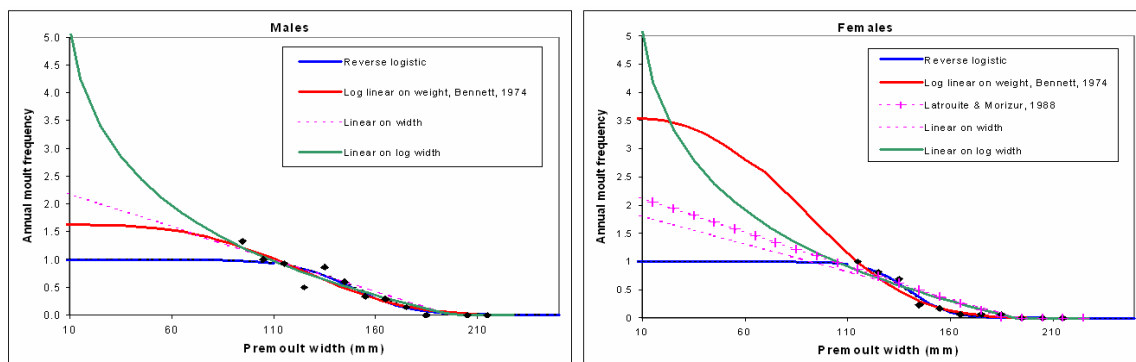 Males
5.0
4.5
4.0
3.5
3.0
2.5
2.0
1.5
1.0
0.5
0.0
Annual moult frequency
10 60 110 160 210
Premoult width (mm)
Reverse logistic
Log linear on weight, Bennett, 1974
Linear on width
Linear on log width
Females
5
4.5
4
3.5
3
2.5
2
1.5
1
0.5
0
Annual moult frequency
10 60 110 160 210
Premoult width (mm)
Reverse logistic
Log linear on weight, Bennett, 1974
Latrouite & Morizur, 1988
Linear on width
Linear on log width